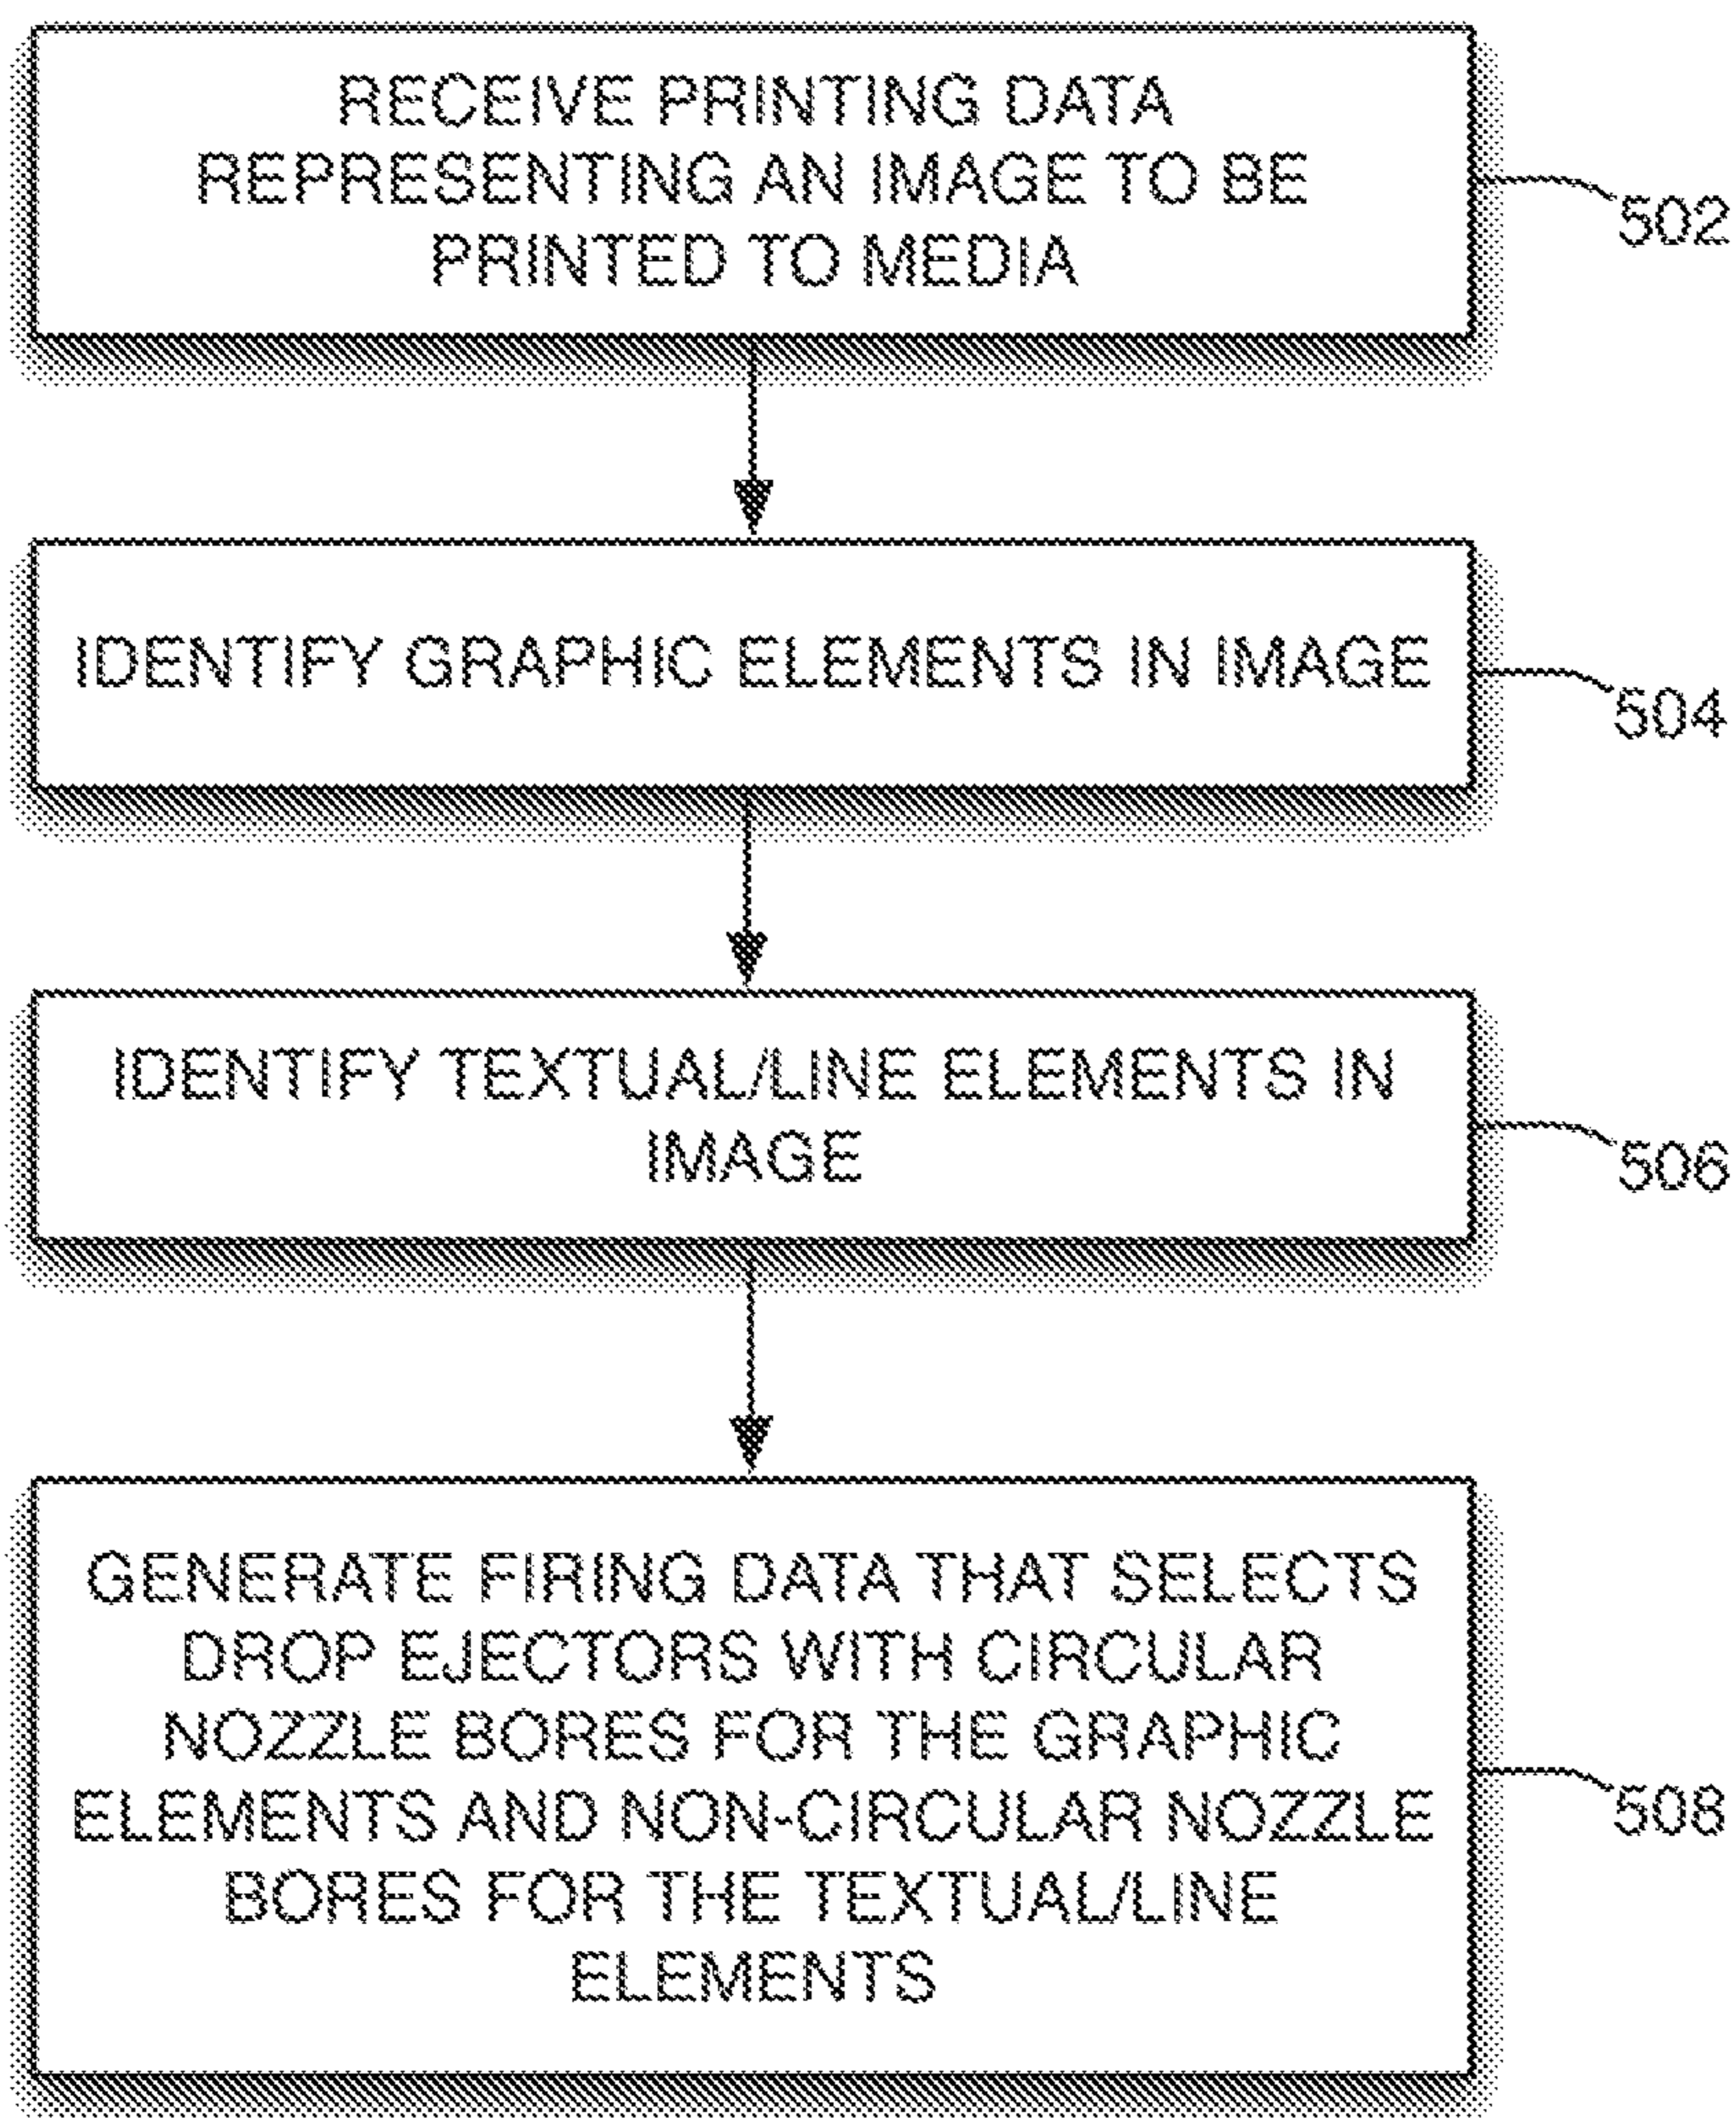 RECEIVE PRINTING DATA
REPRESENTING AN IMAGE TO BE
PRINTED TO MEDIA
502
IDENTIFY GRAPHIC ELEMENTS IN IMAGE
504
IDENTIFY TEXTUAL/LINE ELEMENTS IN
IMAGE
506
GENERATE FIRING DATA THAT SELECTS
DROP EJECTORS WITH CIRCULAR
NOZZLE BORES FOR THE GRAPHIC
ELEMENTS AND NON-CIRCULAR NOZZLE
BORES FOR THE TEXTUAL/LINE
ELEMENTS
508